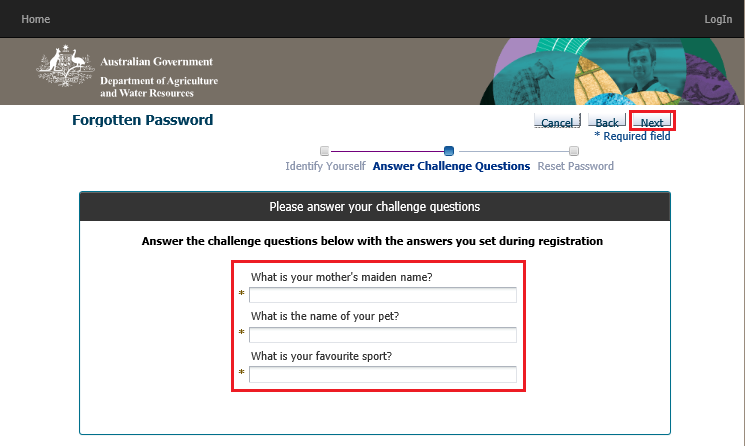 Home
LogIn
Australian Government
Department of Agriculture
and Water Resources
Forgotten Password
Cancel Back Next
* Required field
Identify Yourself Answer Challenge Questions Reset Password
Please answer your challenge questions
Answer the challenge questions below with the answers you set during registration
What is your mother's maiden name?
*
What is the name of your pet?
*
What is your favourite sport?
*